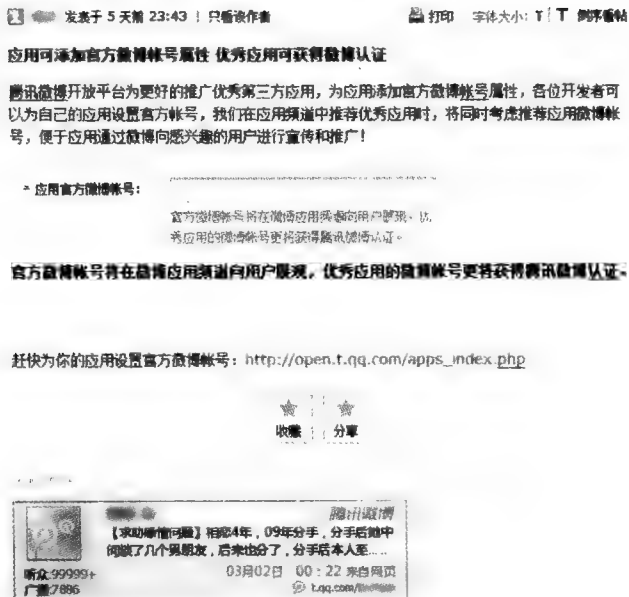 发表于 5 天前 23:43 | 只看该作者
打印 字体大小: T | T 倒序看帖
应用可添加官方微博帐号属性 优秀应用可获得微博认证
腾讯微博开放平台为更好的推广优秀第三方应用，为应用添加官方微博帐号属性，各位开发者可
以为自己的应用设置官方帐号，我们在应用频道中推荐优秀应用时，将同时考虑推荐应用微博帐
号，便于应用通过微博向感兴趣的用户进行宣传和推广！
* 应用官方微博帐号：
官方微博帐号将在微博应用频道向用户展现，优
秀应用的微博帐号更将获得腾讯微博认证。
官方微博帐号将在微博应用频道向用户展现，优秀应用的微博帐号更将获得腾讯微博认证。
赶快为你的应用设置官方微博帐号：http://open.t.qq.com/apps_index.php
收藏 分享
腾讯微博
【求助感情问题】相恋4年，09年分手，分手后她中
间谈了几个男朋友，后来也分了，分手后本人至……
听众:99999+
03月02日 00：22 来自网页
广播:7886
t.qq.com/